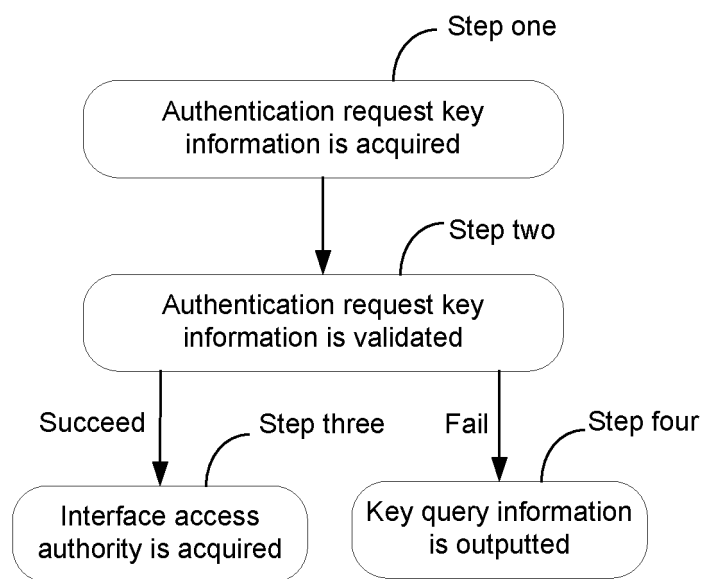 Step one
Authentication request key
information is acquired
Step two
Authentication request key
information is validated
Succeed
Step three
Fail
Step four
Interface access
authority is acquired
Key query information
is outputted